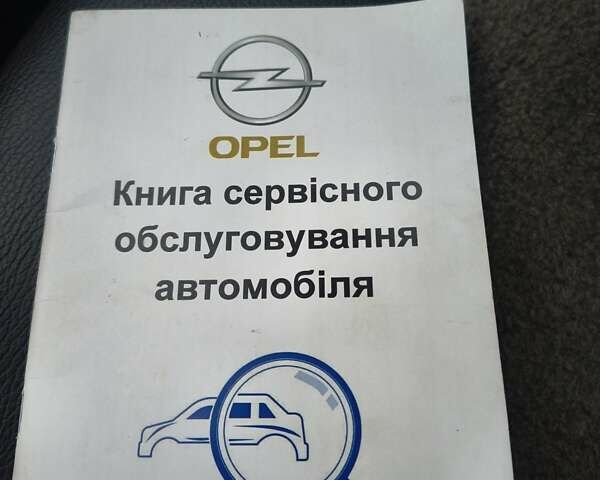 OPEL
Книга сервісного
обслуговування
автомобіля